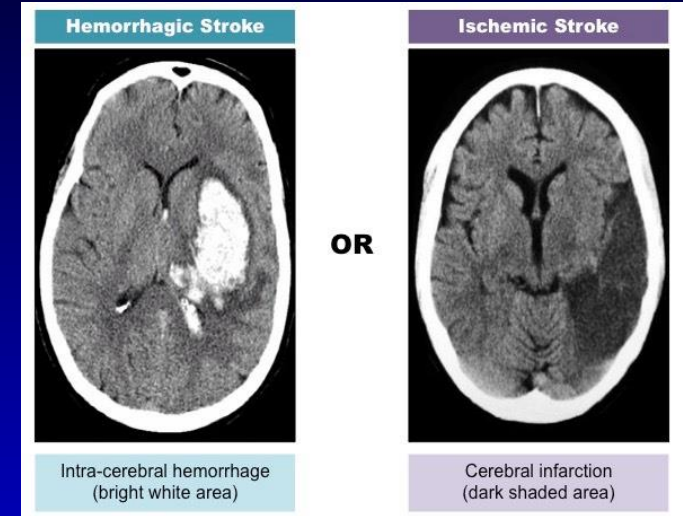 Hemorrhagic Stroke
Ischemic Stroke
OR
Intra-cerebral hemorrhage
(bright white area)
Cerebral infarction
(dark shaded area)